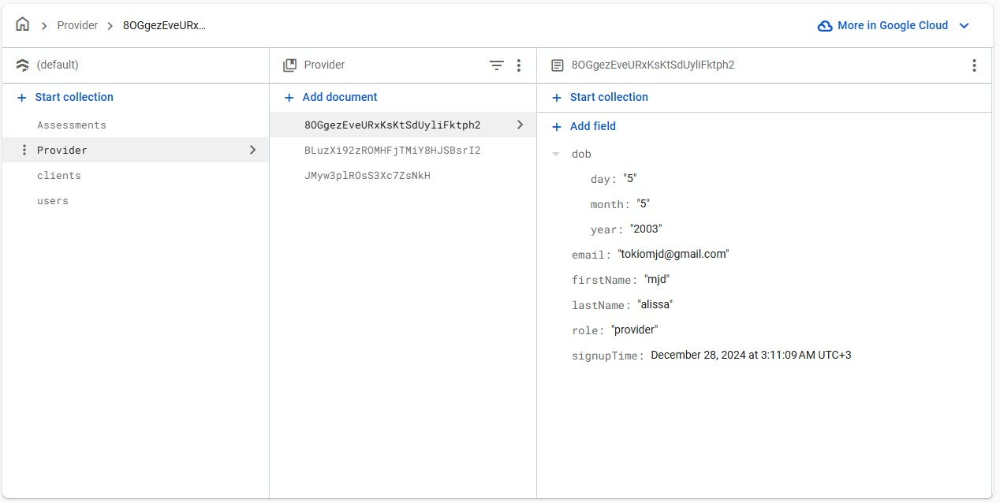 Provider 8OGgezEveURx…
More in Google Cloud
(default)
Start collection
Assessments
Provider
clients
users
Provider
Add document
8OGgezEveURxKsKtSdUyliFktph2
BLuzXi92zROMHFjTMiY8HJSBsrI2
JMyw3plROsS3Xc7ZsNkH
8OGgezEveURxKsKtSdUyliFktph2
Start collection
Add field
dob
day: "5"
month: "5"
year: "2003"
email: "tokiomjd@gmail.com"
firstName: "mjd"
lastName: "alissa"
role: "provider"
signupTime: December 28, 2024 at 3:11:09 AM UTC+3